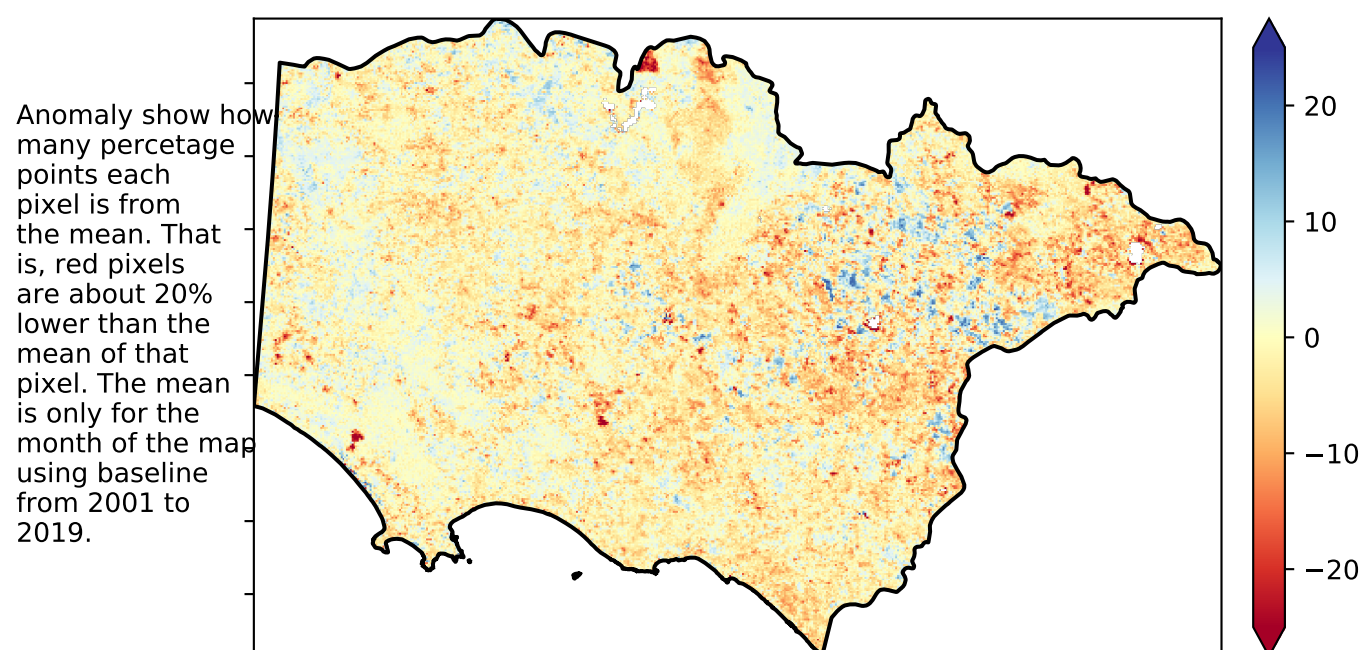 Anomaly show how
many percetage
points each
pixel is from
the mean. That
is, red pixels
are about 20%
lower than the
mean of that
pixel. The mean
is only for the
month of the map
using baseline
from 2001 to
2019.
20
10
0
−10
−20